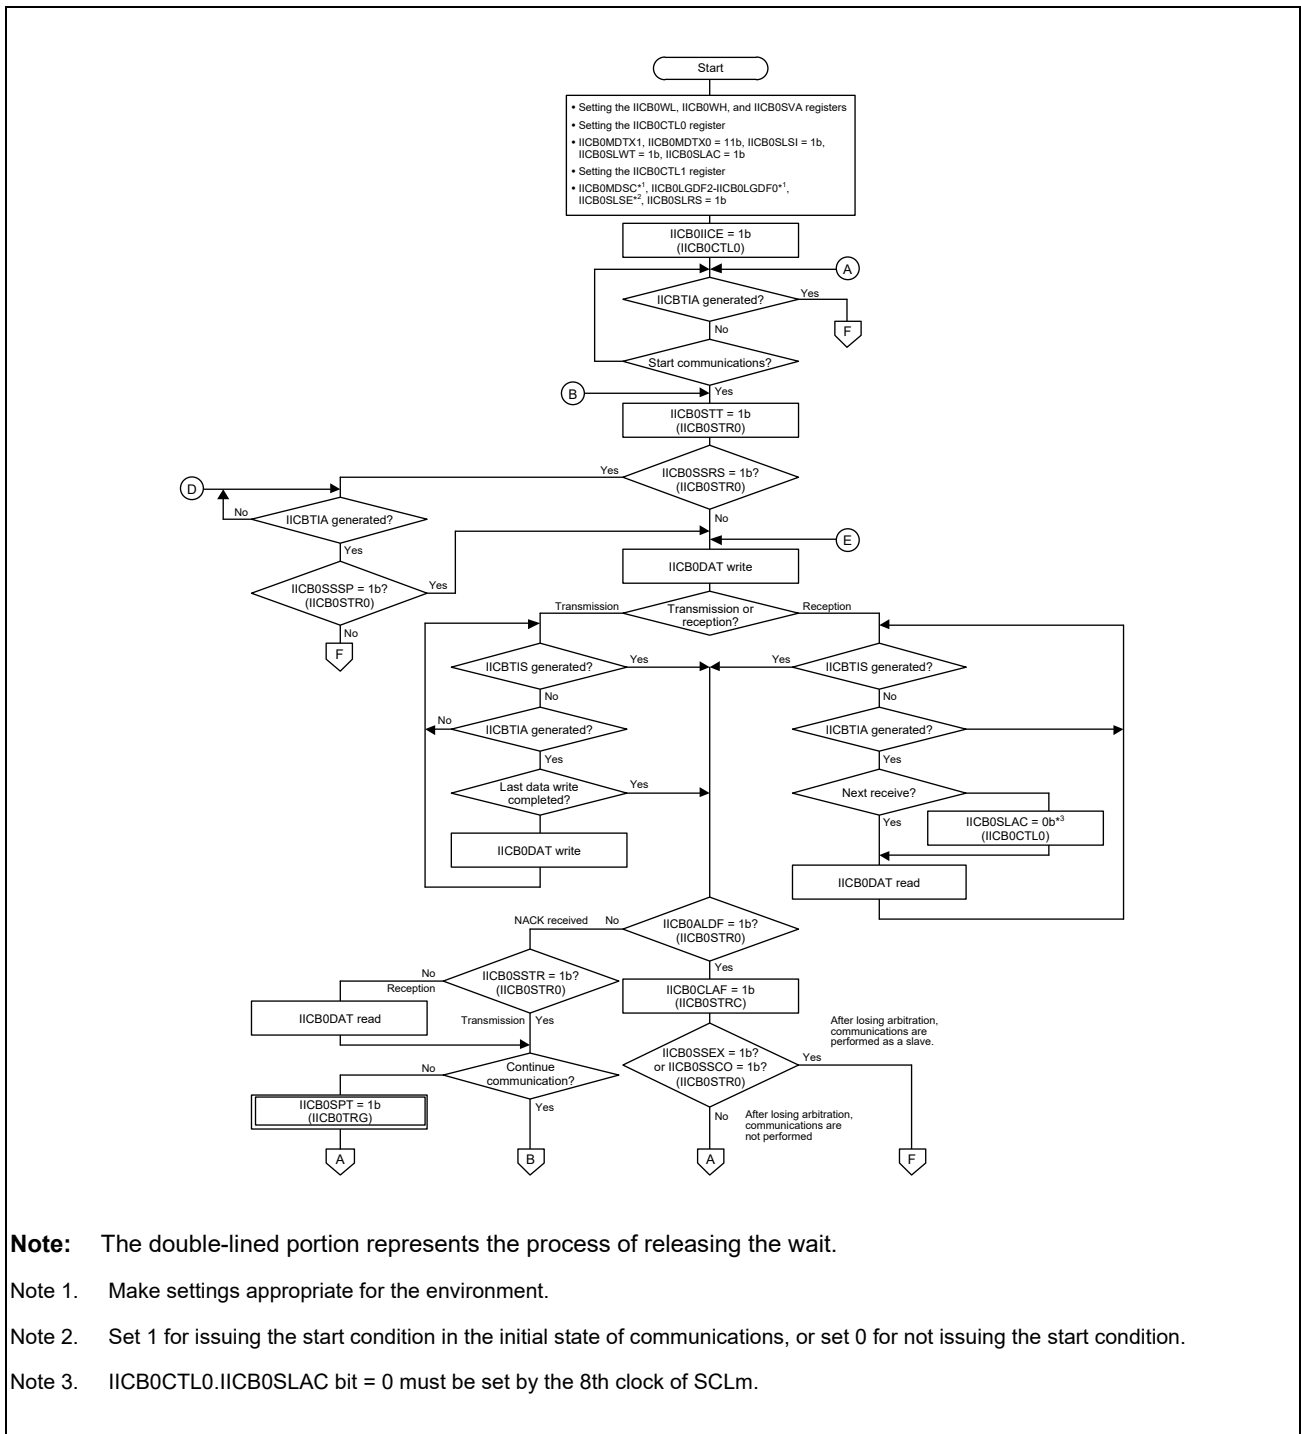 Start
• Setting the IICB0WL, IICB0WH, and IICB0SVA registers
• Setting the IICB0CTL0 register
• IICB0MDTX1, IICB0MDTX0 = 11b, IICB0SLSI = 1b,
IICB0SLWT = 1b, IICB0SLAC = 1b
• Setting the IICB0CTL1 register
• IICB0MDSC*1, IICB0LGDF2-IICB0LGDF0*1,
IICB0SLSE*2, IICB0SLRS = 1b
IICB0IICE = 1b
(IICB0CTL0)
A
IICBTIA generated?
Yes
F
No
Start communications?
Yes
B
IICB0STT = 1b
(IICB0STR0)
IICB0SSRS = 1b?
(IICB0STR0)
Yes
No
D
IICBTIA generated?
No
Yes
IICB0SSSP = 1b?
(IICB0STR0)
Yes
No
F
E
IICB0DAT write
Transmission or
reception?
Transmission
Reception
IICBTIS generated?
Yes
No
IICBTIA generated?
No
Yes
Last data write
completed?
Yes
IICB0DAT write
Yes
IICBTIS generated?
No
IICBTIA generated?
Yes
Next receive?
Yes
IICB0SLAC = 0b*3
(IICB0CTL0)
IICB0DAT read
IICB0ALDF = 1b?
(IICB0STR0)
NACK received No
Yes
IICB0SSTR = 1b?
(IICB0STR0)
No
Reception
IICB0DAT read
Transmission Yes
Continue
communication?
No
Yes
IICB0SPT = 1b
(IICB0TRG)
A
B
IICB0CLAF = 1b
(IICB0STRC)
IICB0SSEX = 1b?
or IICB0SSCO = 1b?
(IICB0STR0)
After losing arbitration,
communications are
performed as a slave.
Yes
No
After losing arbitration,
communications are
not performed
A
F
Note: The double-lined portion represents the process of releasing the wait.
Note 1. Make settings appropriate for the environment.
Note 2. Set 1 for issuing the start condition in the initial state of communications, or set 0 for not issuing the start condition.
Note 3. IICB0CTL0.IICB0SLAC bit = 0 must be set by the 8th clock of SCLm.